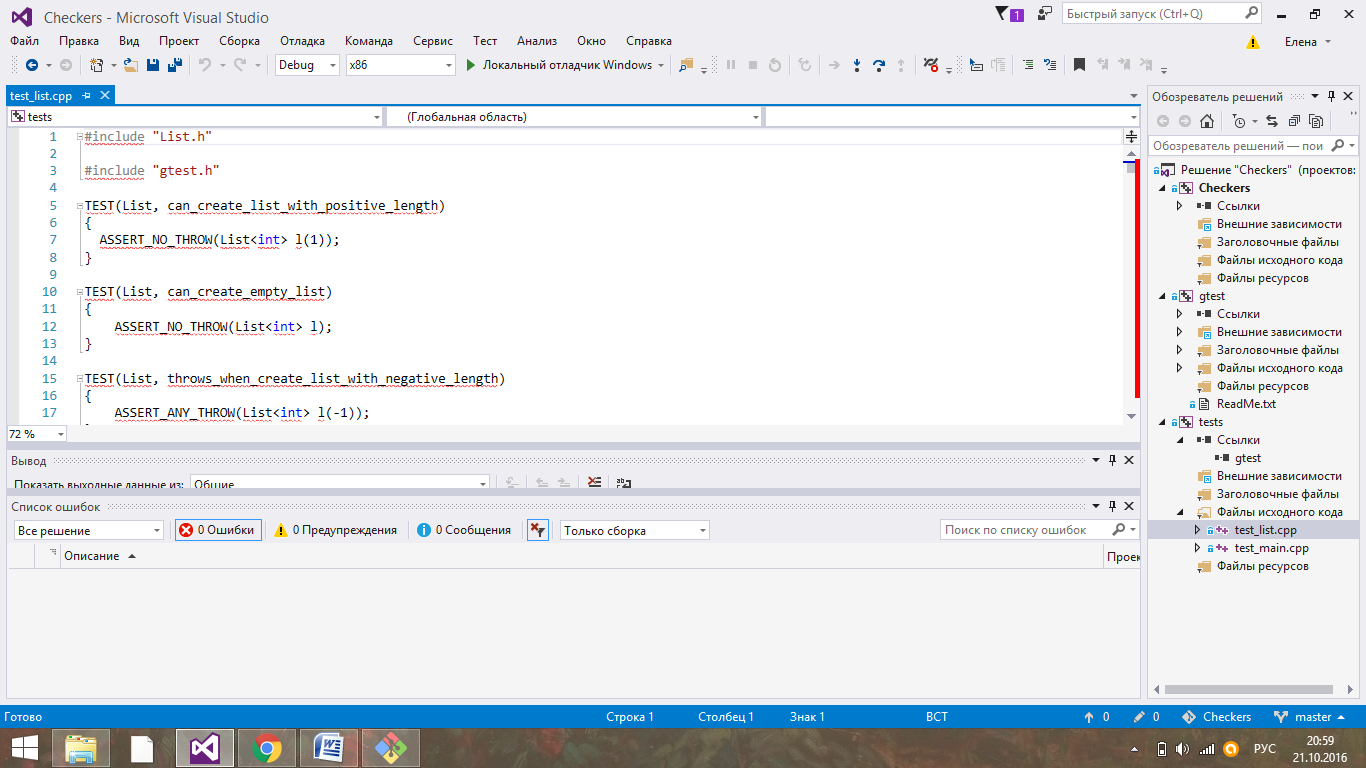 Checkers - Microsoft Visual Studio
1
Быстрый запуск (Ctrl+Q)
Файл Правка Вид Проект Сборка Отладка Команда Сервис Тест Анализ Окно Справка
Елена
Debug x86 Локальный отладчик Windows
test_list.cpp
tests (Глобальная область)
1 #include "List.h"
2
3 #include "gtest.h"
4
5 TEST(List, can_create_list_with_positive_length)
6 {
7 ASSERT_NO_THROW(List<int> l(1));
8 }
9
10 TEST(List, can_create_empty_list)
11 {
12 ASSERT_NO_THROW(List<int> l);
13 }
14
15 TEST(List, throws_when_create_list_with_negative_length)
16 {
17 ASSERT_ANY_THROW(List<int> l(-1));
72 %
Вывод
Показать выходные данные из: Общие
Список ошибок
Все решение 0 Ошибки 0 Предупреждения 0 Сообщения Только сборка Поиск по списку ошибок
Описание Проек
Обозреватель решений
Обозреватель решений — пои
Решение "Checkers" (проектов:
Checkers
Ссылки
Внешние зависимости
Заголовочные файлы
Файлы исходного кода
Файлы ресурсов
gtest
Ссылки
Внешние зависимости
Заголовочные файлы
Файлы исходного кода
Файлы ресурсов
ReadMe.txt
tests
Ссылки
gtest
Внешние зависимости
Заголовочные файлы
Файлы исходного кода
test_list.cpp
test_main.cpp
Файлы ресурсов
Готово Строка 1 Столбец 1 Знак 1 ВСТ 0 0 Checkers master
РУС
20:59
21.10.2016